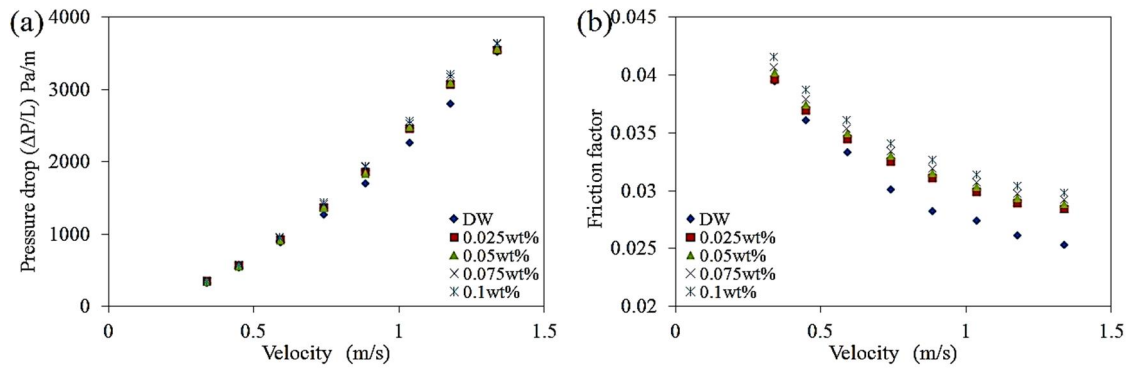 (a)
4000
3000
2000
1000
0
Pressure drop (ΔP/L) Pa/m
DW
0.025wt%
0.05wt%
0.075wt%
0.1wt%
0 0.5 1 1.5
Velocity (m/s)
(b)
0.045
0.04
0.035
0.03
0.025
0.02
Friction factor
DW
0.025wt%
0.05wt%
0.075wt%
0.1wt%
0 0.5 1 1.5
Velocity (m/s)